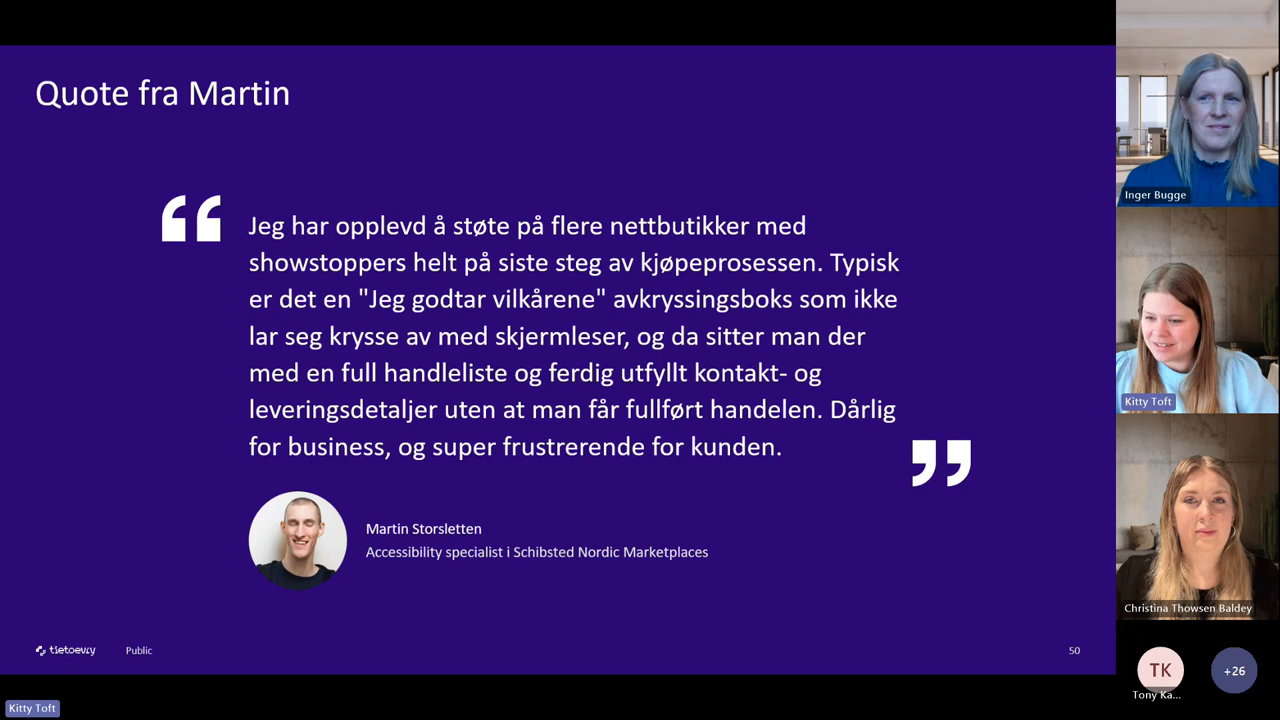 Quote fra Martin
Jeg har opplevd å støte på flere nettbutikker med
showstoppers helt på siste steg av kjøpeprosessen. Typisk
er det en "Jeg godtar vilkårene" avkryssingsboks som ikke
lar seg krysse av med skjermleser, og da sitter man der
med en full handleliste og ferdig utfyllt kontakt- og
leveringsdetaljer uten at man får fullført handelen. Dårlig
for business, og super frustrerende for kunden.
Martin Storsletten
Accessibility specialist i Schibsted Nordic Marketplaces
tietoevry
Public
50
Kitty Toft
Inger Bugge
Kitty Toft
Christina Thowsen Baldey
TK
Tony Ka...
+26